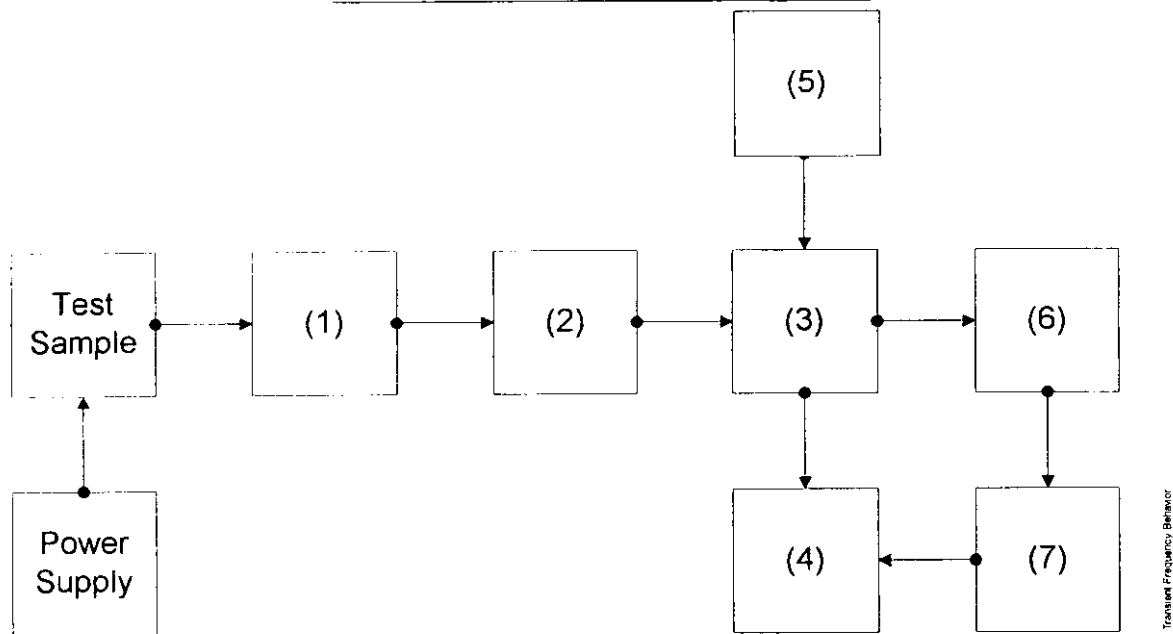 (5)
Test
Sample
(1)
(2)
(3)
(6)
Power
Supply
(4)
(7)
Transient Frequency Behavior